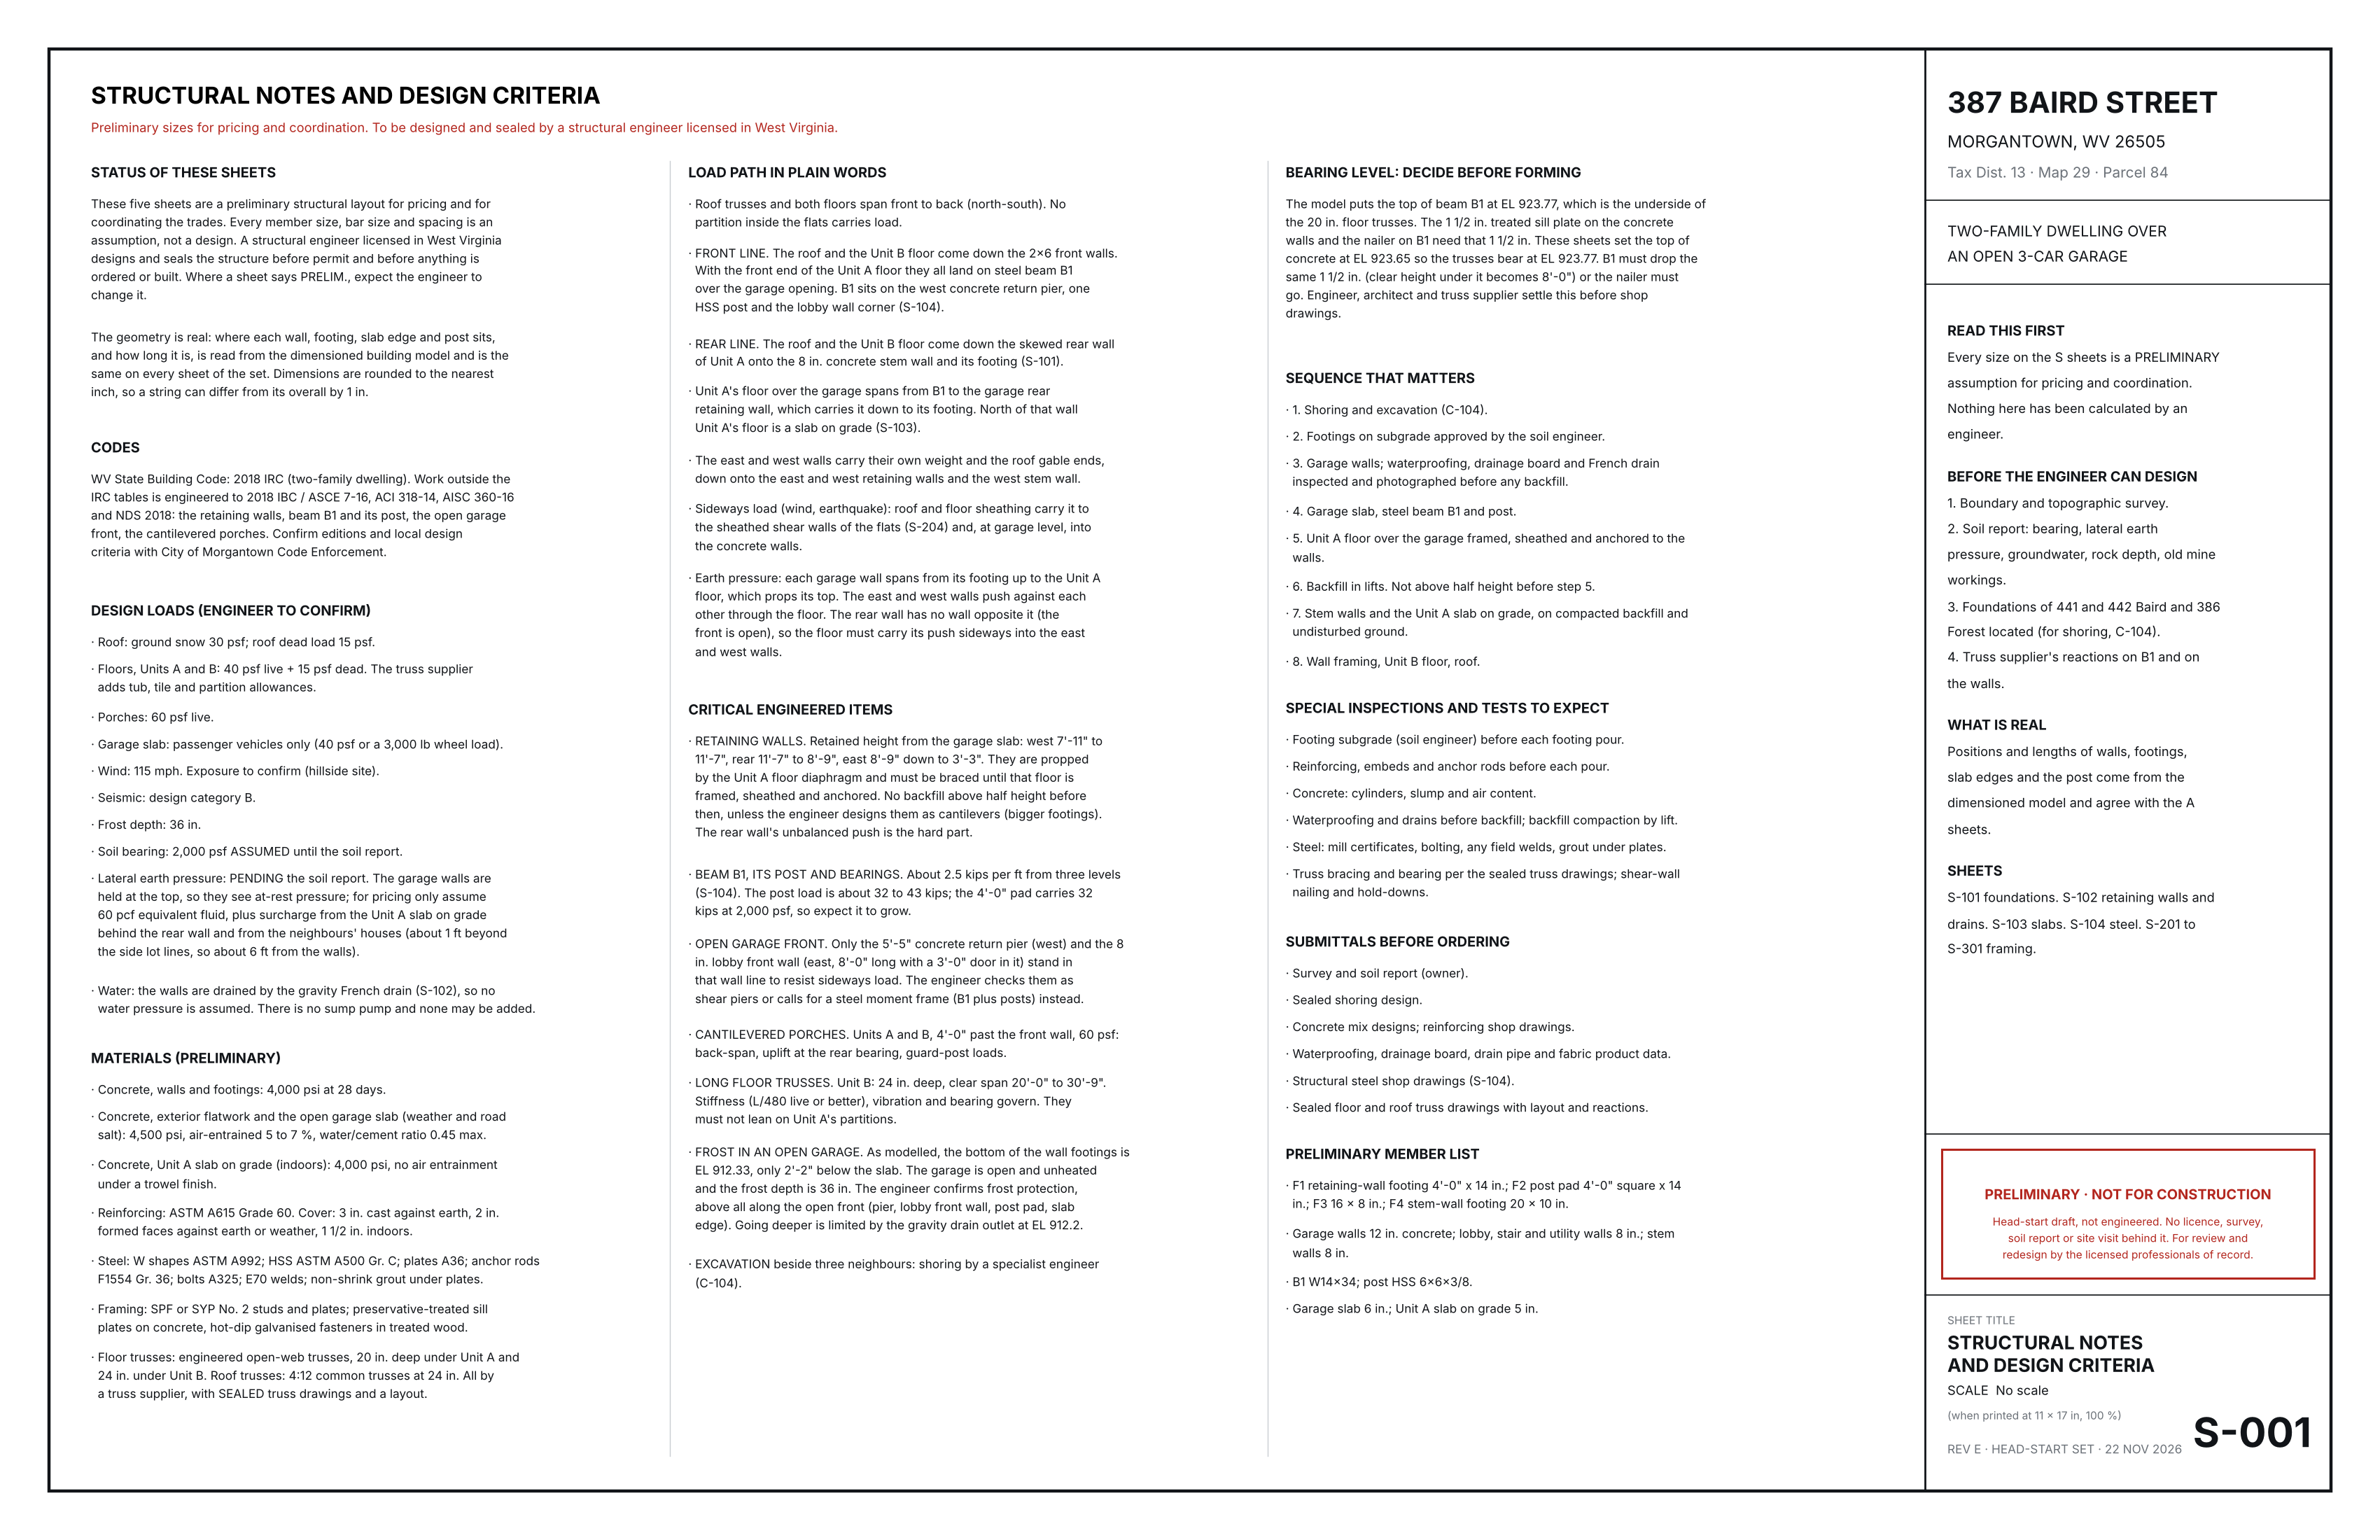 STRUCTURAL NOTES AND DESIGN CRITERIA
Preliminary sizes for pricing and coordination. To be designed and sealed by a structural engineer licensed in West Virginia.
STATUS OF THESE SHEETS
These five sheets are a preliminary structural layout for pricing and for
coordinating the trades. Every member size, bar size and spacing is an
assumption, not a design. A structural engineer licensed in West Virginia
designs and seals the structure before permit and before anything is
ordered or built. Where a sheet says PRELIM., expect the engineer to
change it.
The geometry is real: where each wall, footing, slab edge and post sits,
and how long it is, is read from the dimensioned building model and is the
same on every sheet of the set. Dimensions are rounded to the nearest
inch, so a string can differ from its overall by 1 in.
CODES
WV State Building Code: 2018 IRC (two-family dwelling). Work outside the
IRC tables is engineered to 2018 IBC / ASCE 7-16, ACI 318-14, AISC 360-16
and NDS 2018: the retaining walls, beam B1 and its post, the open garage
front, the cantilevered porches. Confirm editions and local design
criteria with City of Morgantown Code Enforcement.
DESIGN LOADS (ENGINEER TO CONFIRM)
· Roof: ground snow 30 psf; roof dead load 15 psf.
· Floors, Units A and B: 40 psf live + 15 psf dead. The truss supplier
adds tub, tile and partition allowances.
· Porches: 60 psf live.
· Garage slab: passenger vehicles only (40 psf or a 3,000 lb wheel load).
· Wind: 115 mph. Exposure to confirm (hillside site).
· Seismic: design category B.
· Frost depth: 36 in.
· Soil bearing: 2,000 psf ASSUMED until the soil report.
· Lateral earth pressure: PENDING the soil report. The garage walls are
held at the top, so they see at-rest pressure; for pricing only assume
60 pcf equivalent fluid, plus surcharge from the Unit A slab on grade
behind the rear wall and from the neighbours' houses (about 1 ft beyond
the side lot lines, so about 6 ft from the walls).
· Water: the walls are drained by the gravity French drain (S-102), so no
water pressure is assumed. There is no sump pump and none may be added.
MATERIALS (PRELIMINARY)
· Concrete, walls and footings: 4,000 psi at 28 days.
· Concrete, exterior flatwork and the open garage slab (weather and road
salt): 4,500 psi, air-entrained 5 to 7 %, water/cement ratio 0.45 max.
· Concrete, Unit A slab on grade (indoors): 4,000 psi, no air entrainment
under a trowel finish.
· Reinforcing: ASTM A615 Grade 60. Cover: 3 in. cast against earth, 2 in.
formed faces against earth or weather, 1 1/2 in. indoors.
· Steel: W shapes ASTM A992; HSS ASTM A500 Gr. C; plates A36; anchor rods
F1554 Gr. 36; bolts A325; E70 welds; non-shrink grout under plates.
· Framing: SPF or SYP No. 2 studs and plates; preservative-treated sill
plates on concrete, hot-dip galvanised fasteners in treated wood.
· Floor trusses: engineered open-web trusses, 20 in. deep under Unit A and
24 in. under Unit B. Roof trusses: 4:12 common trusses at 24 in. All by
a truss supplier, with SEALED truss drawings and a layout.
LOAD PATH IN PLAIN WORDS
· Roof trusses and both floors span front to back (north-south). No
partition inside the flats carries load.
· FRONT LINE. The roof and the Unit B floor come down the 2×6 front walls.
With the front end of the Unit A floor they all land on steel beam B1
over the garage opening. B1 sits on the west concrete return pier, one
HSS post and the lobby wall corner (S-104).
· REAR LINE. The roof and the Unit B floor come down the skewed rear wall
of Unit A onto the 8 in. concrete stem wall and its footing (S-101).
· Unit A's floor over the garage spans from B1 to the garage rear
retaining wall, which carries it down to its footing. North of that wall
Unit A's floor is a slab on grade (S-103).
· The east and west walls carry their own weight and the roof gable ends,
down onto the east and west retaining walls and the west stem wall.
· Sideways load (wind, earthquake): roof and floor sheathing carry it to
the sheathed shear walls of the flats (S-204) and, at garage level, into
the concrete walls.
· Earth pressure: each garage wall spans from its footing up to the Unit A
floor, which props its top. The east and west walls push against each
other through the floor. The rear wall has no wall opposite it (the
front is open), so the floor must carry its push sideways into the east
and west walls.
CRITICAL ENGINEERED ITEMS
· RETAINING WALLS. Retained height from the garage slab: west 7'-11" to
11'-7", rear 11'-7" to 8'-9", east 8'-9" down to 3'-3". They are propped
by the Unit A floor diaphragm and must be braced until that floor is
framed, sheathed and anchored. No backfill above half height before
then, unless the engineer designs them as cantilevers (bigger footings).
The rear wall's unbalanced push is the hard part.
· BEAM B1, ITS POST AND BEARINGS. About 2.5 kips per ft from three levels
(S-104). The post load is about 32 to 43 kips; the 4'-0" pad carries 32
kips at 2,000 psf, so expect it to grow.
· OPEN GARAGE FRONT. Only the 5'-5" concrete return pier (west) and the 8
in. lobby front wall (east, 8'-0" long with a 3'-0" door in it) stand in
that wall line to resist sideways load. The engineer checks them as
shear piers or calls for a steel moment frame (B1 plus posts) instead.
· CANTILEVERED PORCHES. Units A and B, 4'-0" past the front wall, 60 psf:
back-span, uplift at the rear bearing, guard-post loads.
· LONG FLOOR TRUSSES. Unit B: 24 in. deep, clear span 20'-0" to 30'-9".
Stiffness (L/480 live or better), vibration and bearing govern. They
must not lean on Unit A's partitions.
· FROST IN AN OPEN GARAGE. As modelled, the bottom of the wall footings is
EL 912.33, only 2'-2" below the slab. The garage is open and unheated
and the frost depth is 36 in. The engineer confirms frost protection,
above all along the open front (pier, lobby front wall, post pad, slab
edge). Going deeper is limited by the gravity drain outlet at EL 912.2.
· EXCAVATION beside three neighbours: shoring by a specialist engineer
(C-104).
BEARING LEVEL: DECIDE BEFORE FORMING
The model puts the top of beam B1 at EL 923.77, which is the underside of
the 20 in. floor trusses. The 1 1/2 in. treated sill plate on the concrete
walls and the nailer on B1 need that 1 1/2 in. These sheets set the top of
concrete at EL 923.65 so the trusses bear at EL 923.77. B1 must drop the
same 1 1/2 in. (clear height under it becomes 8'-0") or the nailer must
go. Engineer, architect and truss supplier settle this before shop
drawings.
SEQUENCE THAT MATTERS
· 1. Shoring and excavation (C-104).
· 2. Footings on subgrade approved by the soil engineer.
· 3. Garage walls; waterproofing, drainage board and French drain
inspected and photographed before any backfill.
· 4. Garage slab, steel beam B1 and post.
· 5. Unit A floor over the garage framed, sheathed and anchored to the
walls.
· 6. Backfill in lifts. Not above half height before step 5.
· 7. Stem walls and the Unit A slab on grade, on compacted backfill and
undisturbed ground.
· 8. Wall framing, Unit B floor, roof.
SPECIAL INSPECTIONS AND TESTS TO EXPECT
· Footing subgrade (soil engineer) before each footing pour.
· Reinforcing, embeds and anchor rods before each pour.
· Concrete: cylinders, slump and air content.
· Waterproofing and drains before backfill; backfill compaction by lift.
· Steel: mill certificates, bolting, any field welds, grout under plates.
· Truss bracing and bearing per the sealed truss drawings; shear-wall
nailing and hold-downs.
SUBMITTALS BEFORE ORDERING
· Survey and soil report (owner).
· Sealed shoring design.
· Concrete mix designs; reinforcing shop drawings.
· Waterproofing, drainage board, drain pipe and fabric product data.
· Structural steel shop drawings (S-104).
· Sealed floor and roof truss drawings with layout and reactions.
PRELIMINARY MEMBER LIST
· F1 retaining-wall footing 4'-0" x 14 in.; F2 post pad 4'-0" square x 14
in.; F3 16 × 8 in.; F4 stem-wall footing 20 × 10 in.
· Garage walls 12 in. concrete; lobby, stair and utility walls 8 in.; stem
walls 8 in.
· B1 W14×34; post HSS 6×6×3/8.
· Garage slab 6 in.; Unit A slab on grade 5 in.
387 BAIRD STREET
MORGANTOWN, WV 26505
Tax Dist. 13 · Map 29 · Parcel 84
TWO-FAMILY DWELLING OVER
AN OPEN 3-CAR GARAGE
READ THIS FIRST
Every size on the S sheets is a PRELIMINARY
assumption for pricing and coordination.
Nothing here has been calculated by an
engineer.
BEFORE THE ENGINEER CAN DESIGN
1. Boundary and topographic survey.
2. Soil report: bearing, lateral earth
pressure, groundwater, rock depth, old mine
workings.
3. Foundations of 441 and 442 Baird and 386
Forest located (for shoring, C-104).
4. Truss supplier's reactions on B1 and on
the walls.
WHAT IS REAL
Positions and lengths of walls, footings,
slab edges and the post come from the
dimensioned model and agree with the A
sheets.
SHEETS
S-101 foundations. S-102 retaining walls and
drains. S-103 slabs. S-104 steel. S-201 to
S-301 framing.
PRELIMINARY · NOT FOR CONSTRUCTION
Head-start draft, not engineered. No licence, survey,
soil report or site visit behind it. For review and
redesign by the licensed professionals of record.
SHEET TITLE
STRUCTURAL NOTES
AND DESIGN CRITERIA
SCALE No scale
(when printed at 11 × 17 in, 100 %)
REV E · HEAD-START SET · 22 NOV 2026
S-001